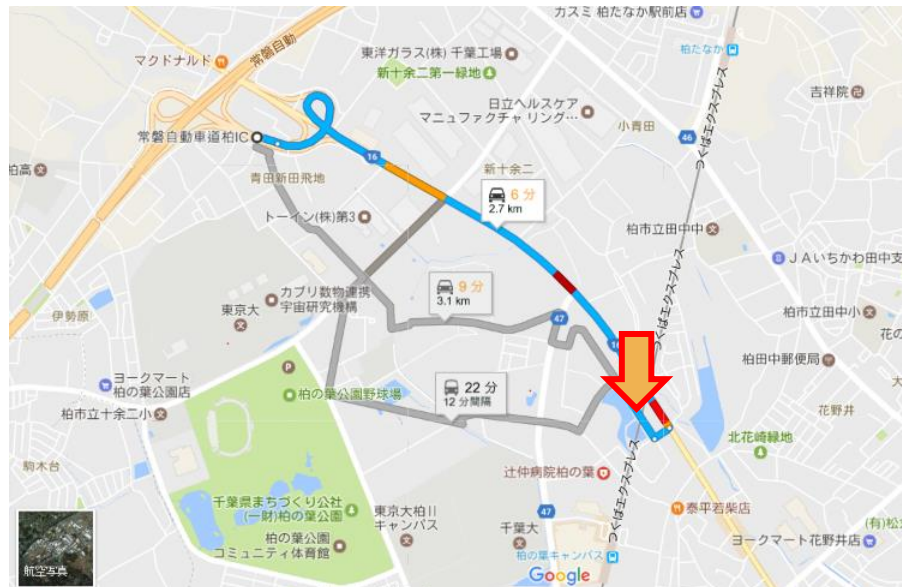 カスミ 柏たなか駅前店
柏たなか
東洋ガラス(株) 千葉工場
新十余二第一緑地
マクドナルド
常磐自動
吉祥院
日立ヘルスケア
マニュファクチャリング…
小青田
46
つくばエクスプレス
常磐自動車道柏IC
16
新十余二
柏高
青田新田飛地
6 分
2.7 km
トーイン(株)第3
柏市立田中中
JAいちかわ田中支
9 分
3.1 km
カブリ数物連携
宇宙研究機構
東京大
伊勢原
47
つくばエクスプレス
柏市立田中小
花の
16
柏田中郵便局
ヨークマート
柏の葉公園店
22 分
12 分間隔
柏の葉公園野球場
柏市立十余二小
花野井
北花崎緑地
駒木台
辻仲病院柏の葉
つくばエクスプレス
千葉県まちづくり公社
(一財)柏の葉公園
東京大柏II
キャンパス
47
千葉大
泰平若柴店
(有)松
柏の葉公園
コミュニティ体育館
ヨークマート花野井店
柏の葉キャンパス
航空写真
Google